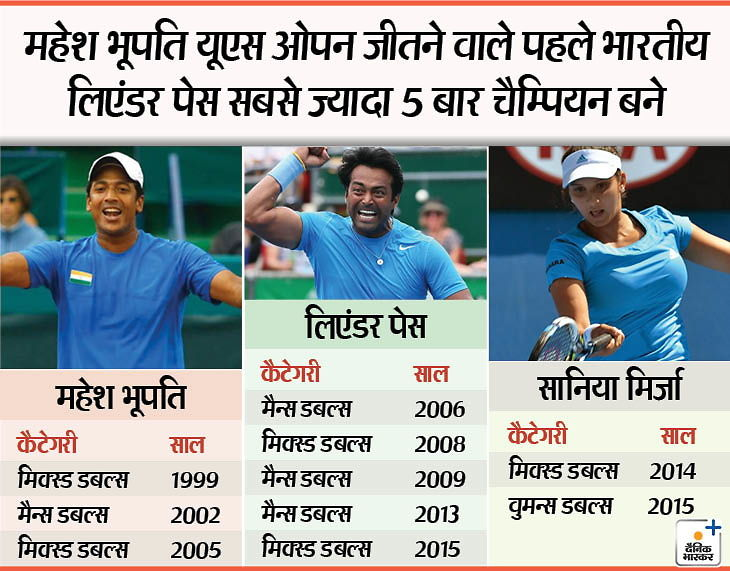 महेश भूपति यूएस ओपन जीतने वाले पहले भारतीय
लिएंडर पेस सबसे ज्यादा 5 बार चैम्पियन बने
महेश भूपति
कैटेगरी साल
मिक्स्ड डबल्स 1999
मैन्स डबल्स 2002
मिक्स्ड डबल्स 2005
लिएंडर पेस
कैटेगरी साल
मैन्स डबल्स 2006
मिक्स्ड डबल्स 2008
मैन्स डबल्स 2009
मैन्स डबल्स 2013
मिक्स्ड डबल्स 2015
सानिया मिर्जा
कैटेगरी साल
मिक्स्ड डबल्स 2014
वुमन्स डबल्स 2015
दैनिक
भास्कर